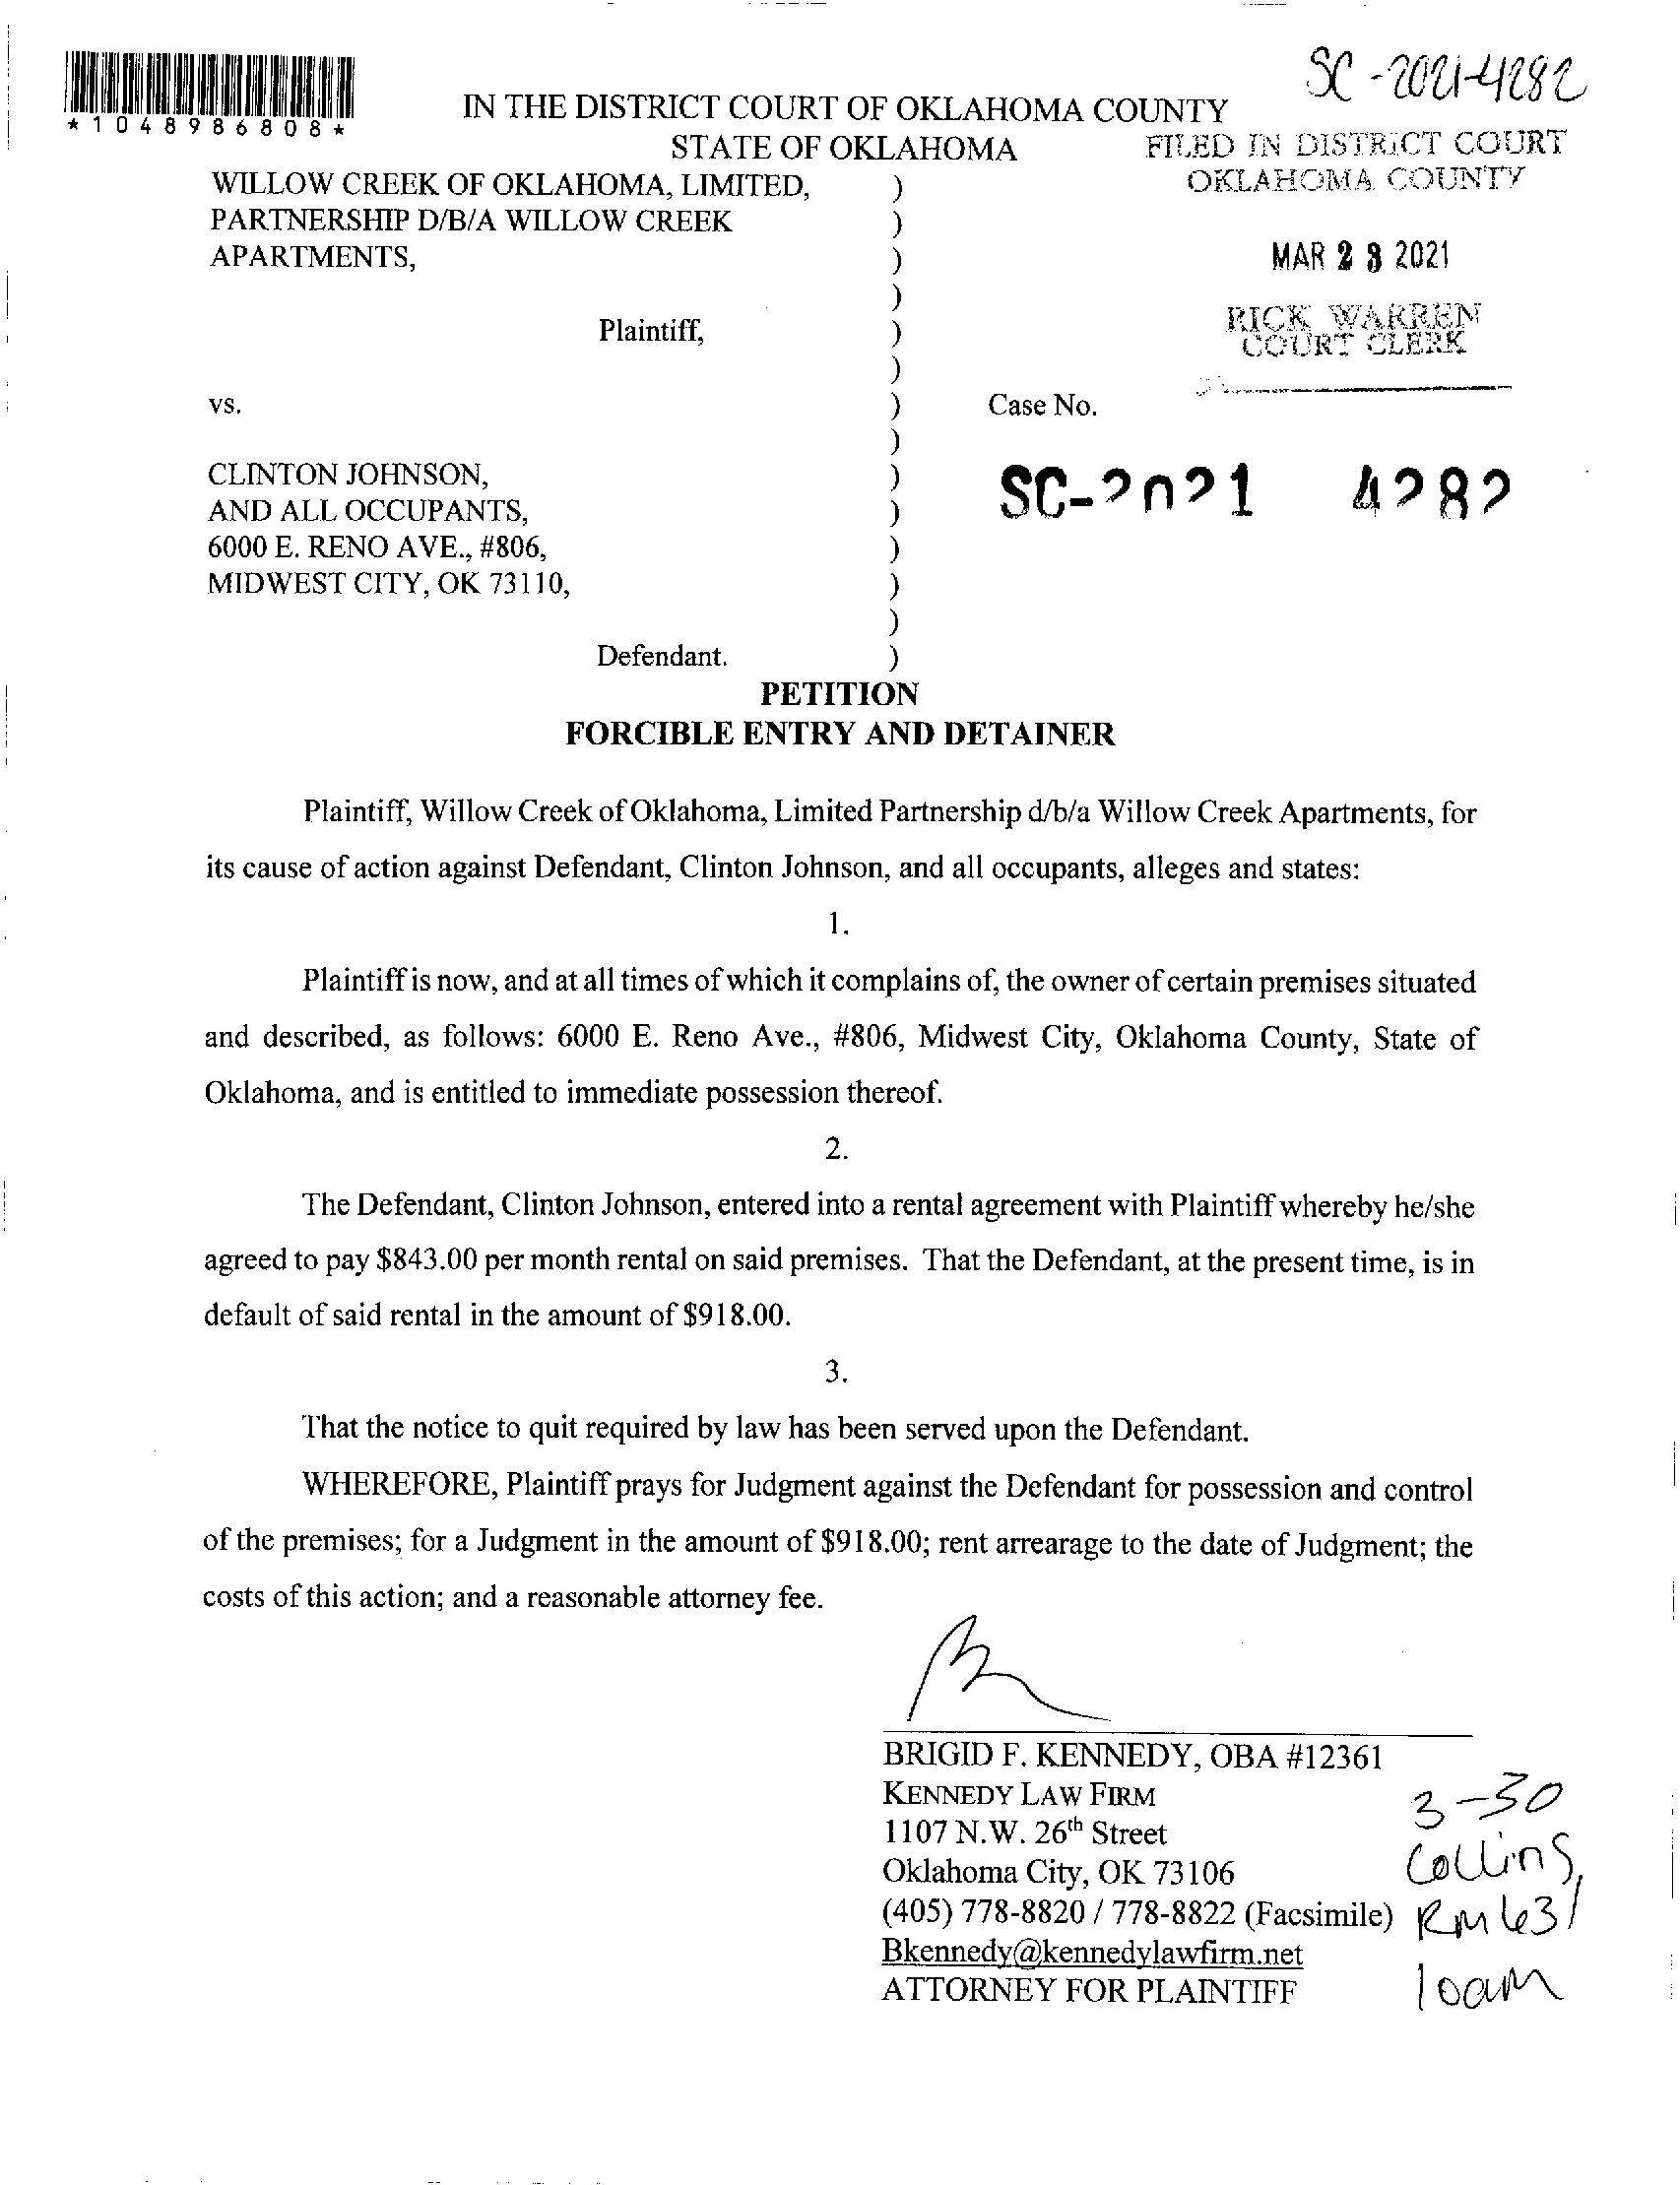 SC-2021-4282
*1048986808*
IN THE DISTRICT COURT OF OKLAHOMA COUNTY
STATE OF OKLAHOMA
FILED IN DISTRICT COURT
OKLAHOMA COUNTY
WILLOW CREEK OF OKLAHOMA, LIMITED, )
PARTNERSHIP D/B/A WILLOW CREEK )
APARTMENTS, )
MAR 23 2021
)
Plaintiff, )
RICK WARREN
COURT CLERK
)
vs. ) Case No.
)
CLINTON JOHNSON, )
SC-2021 4282
AND ALL OCCUPANTS, )
6000 E. RENO AVE., #806, )
MIDWEST CITY, OK 73110, )
)
Defendant. )
PETITION
FORCIBLE ENTRY AND DETAINER
Plaintiff, Willow Creek of Oklahoma, Limited Partnership d/b/a Willow Creek Apartments, for
its cause of action against Defendant, Clinton Johnson, and all occupants, alleges and states:
1.
Plaintiff is now, and at all times of which it complains of, the owner of certain premises situated
and described, as follows: 6000 E. Reno Ave., #806, Midwest City, Oklahoma County, State of
Oklahoma, and is entitled to immediate possession thereof.
2.
The Defendant, Clinton Johnson, entered into a rental agreement with Plaintiff whereby he/she
agreed to pay $843.00 per month rental on said premises. That the Defendant, at the present time, is in
default of said rental in the amount of $918.00.
3.
That the notice to quit required by law has been served upon the Defendant.
WHEREFORE, Plaintiff prays for Judgment against the Defendant for possession and control
of the premises; for a Judgment in the amount of $918.00; rent arrearage to the date of Judgment; the
costs of this action; and a reasonable attorney fee.
BRIGID F. KENNEDY, OBA #12361
KENNEDY LAW FIRM
1107 N.W. 26th Street
Oklahoma City, OK 73106
(405) 778-8820 / 778-8822 (Facsimile)
Bkennedy@kennedylawfirm.net
ATTORNEY FOR PLAINTIFF
3-30
Collins,
Rm 631
10am